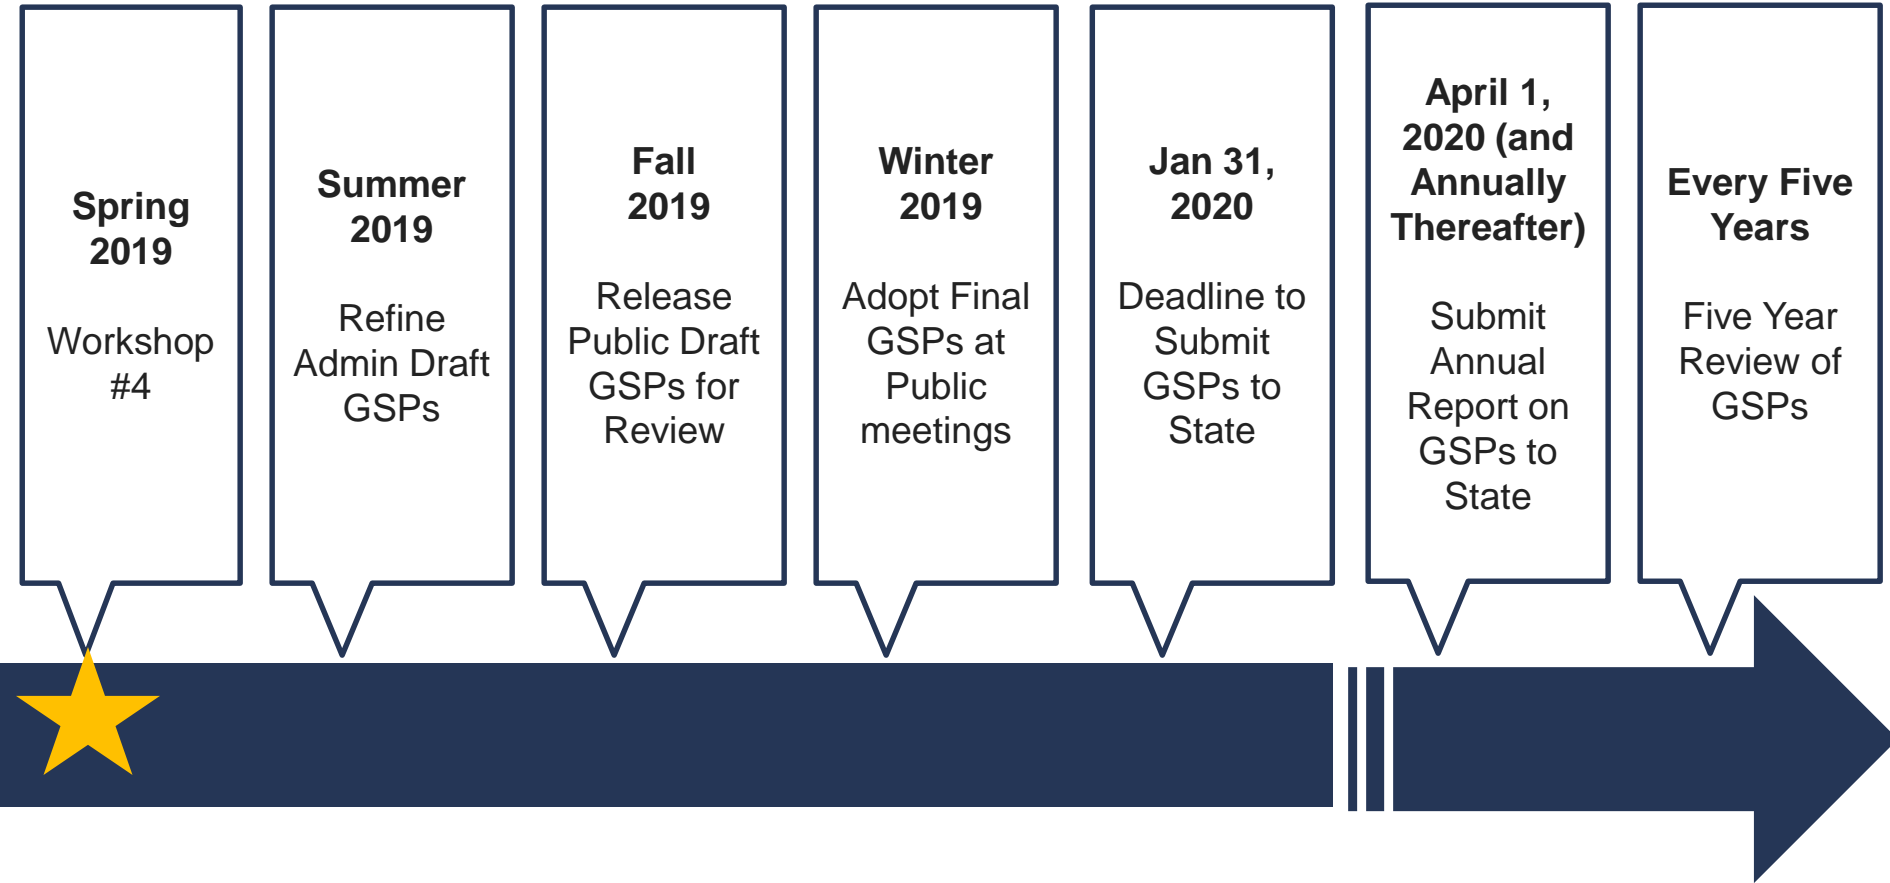 Spring
2019
Workshop
#4
Summer
2019
Refine
Admin Draft
GSPs
Fall
2019
Release
Public Draft
GSPs for
Review
Winter
2019
Adopt Final
GSPs at
Public
meetings
Jan 31,
2020
Deadline to
Submit
GSPs to
State
April 1,
2020 (and
Annually
Thereafter)
Submit
Annual
Report on
GSPs to
State
Every Five
Years
Five Year
Review of
GSPs